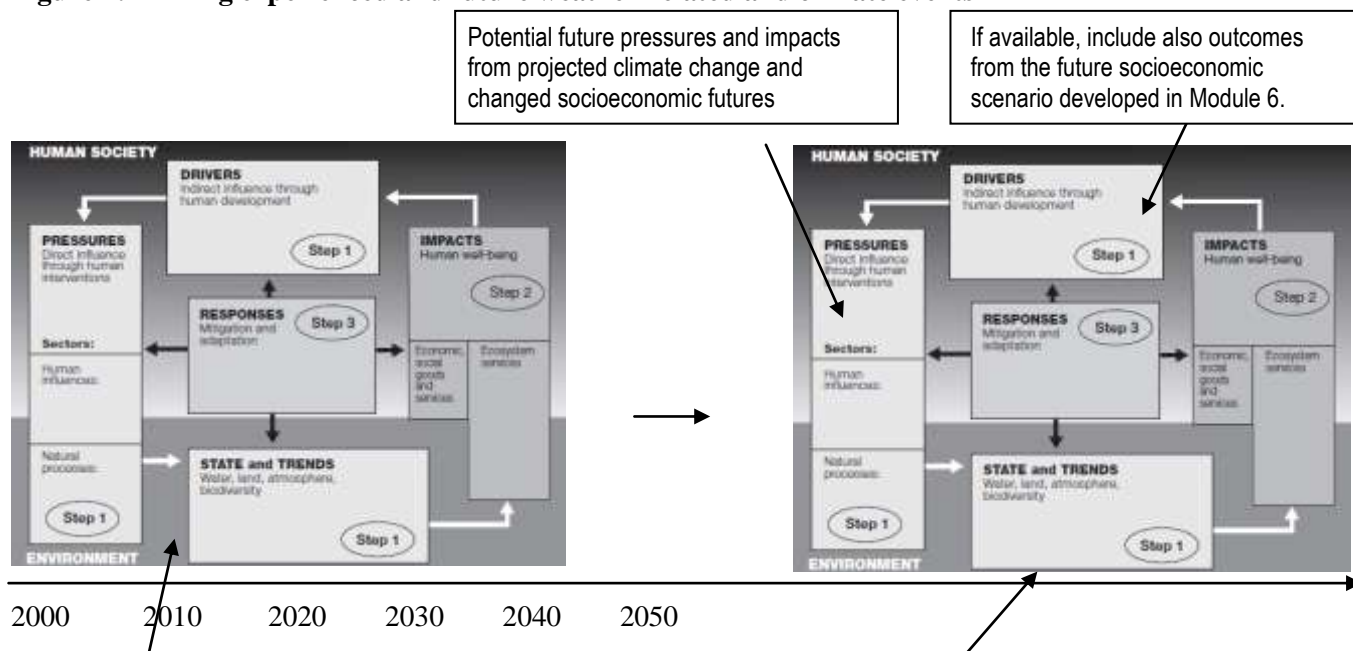 Potential future pressures and impacts
from projected climate change and
changed socioeconomic futures
If available, include also outcomes
from the future socioeconomic
scenario developed in Module 6.
HUMAN SOCIETY
DRIVERS
Indirect influence through
human development
Step 1
PRESSURES
Direct influence
through human
interventions
Sectors:
Human
influences:
Natural
processes:
Step 1
RESPONSES
Mitigation and
adaptation
Step 3
IMPACTS
Human well-being
Step 2
Economic,
social
goods
and
services
Ecosystem
services
STATE and TRENDS
Water, land, atmosphere,
biodiversity
Step 1
ENVIRONMENT
HUMAN SOCIETY
DRIVERS
Indirect influence through
human development
Step 1
PRESSURES
Direct influence
through human
interventions
Sectors:
Human
influences:
Natural
processes:
Step 1
RESPONSES
Mitigation and
adaptation
Step 3
IMPACTS
Human well-being
Step 2
Economic,
social
goods
and
services
Ecosystem
services
STATE and TRENDS
Water, land, atmosphere,
biodiversity
Step 1
ENVIRONMENT
2000 2010 2020 2030 2040 2050